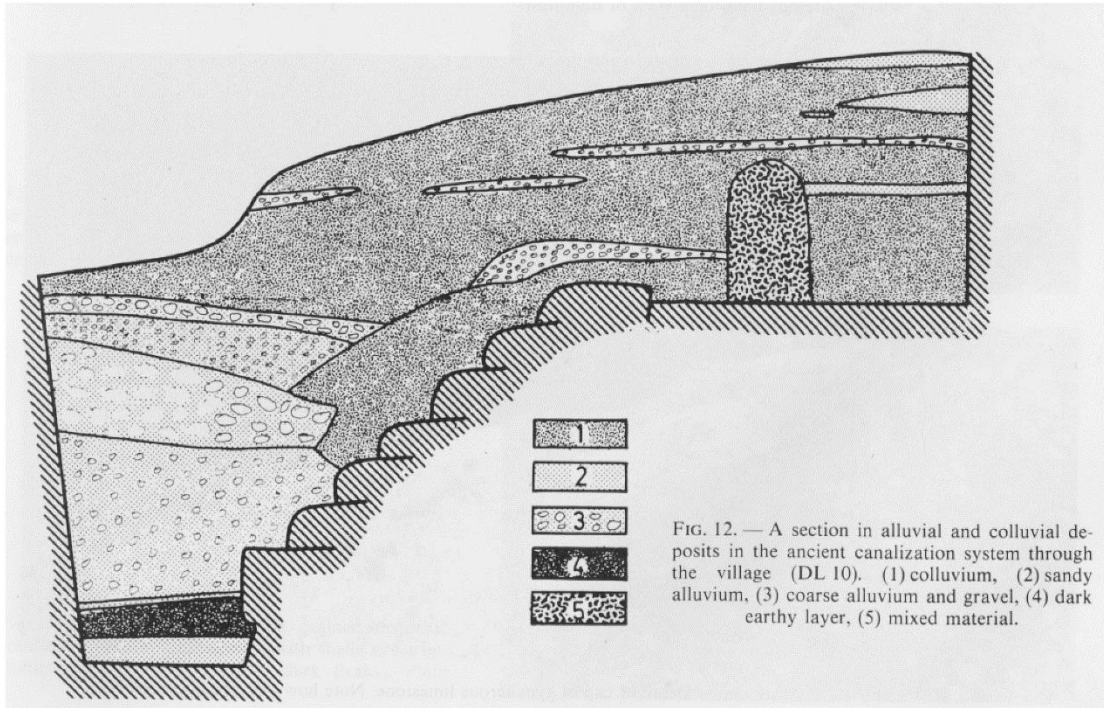 1
2
3
4
5
FIG. 12. — A section in alluvial and colluvial de-
posits in the ancient canalization system through
the village (DL 10). (1) colluvium, (2) sandy
alluvium, (3) coarse alluvium and gravel, (4) dark
earthy layer, (5) mixed material.